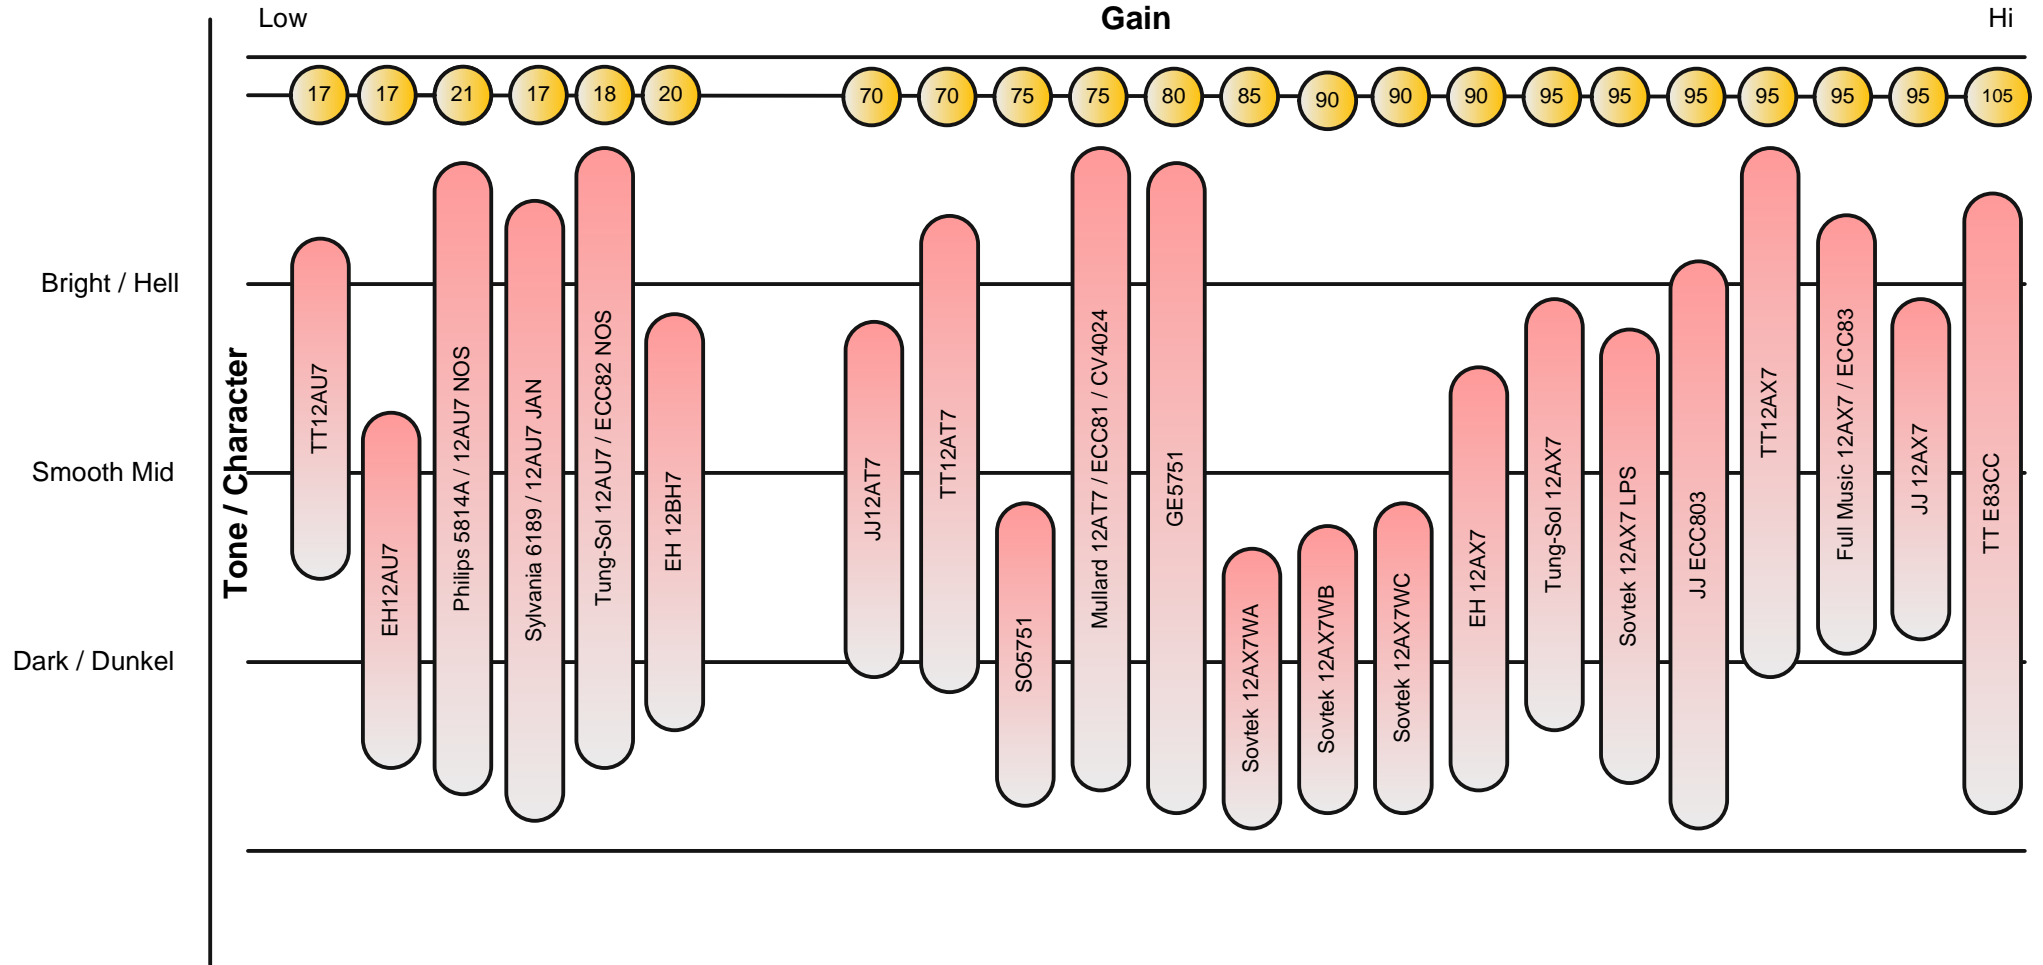 Low Gain Hi
17 17 21 17 18 20 70 70 75 75 80 85 90 90 90 95 95 95 95 95 95 105
Bright / Hell
Smooth Mid
Dark / Dunkel
Tone / Character
TT12AU7
EH12AU7
Philips 5814A / 12AU7 NOS
Sylvania 6189 / 12AU7 JAN
Tung-Sol 12AU7 / ECC82 NOS
EH 12BH7
JJ12AT7
TT12AT7
SO5751
Mullard 12AT7 / ECC81 / CV4024
GE5751
Sovtek 12AX7WA
Sovtek 12AX7WB
Sovtek 12AX7WC
EH 12AX7
Tung-Sol 12AX7
Sovtek 12AX7 LPS
JJ ECC803
TT12AX7
Full Music 12AX7 / ECC83
JJ 12AX7
TT E83CC